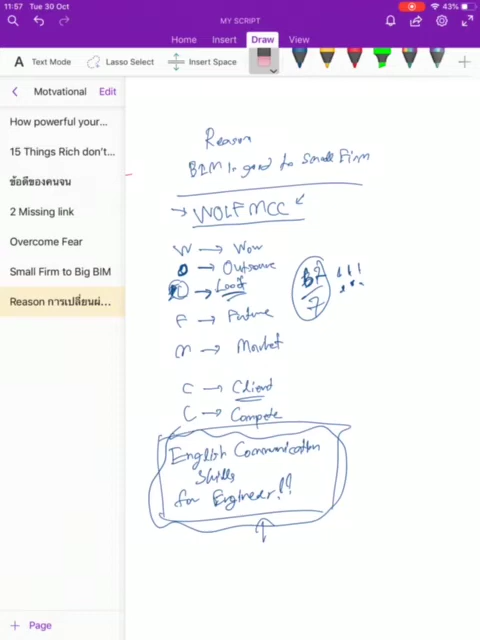 11:57 Tue 30 Oct
43%
MY SCRIPT
Home Insert Draw View
Text Mode
Lasso Select
Insert Space
Motvational Edit
How powerful your...
15 Things Rich don't...
ข้อดีของคนจน
2 Missing link
Overcome Fear
Small Firm to Big BIM
Reason การเปลี่ยนผ่...
Page
Reason
BIM is good for Small Firm
WOLFMCC
W → Wow
O → Outsource
L → Load
F → Future
M → Market
C → Client
C → Compete
7
English Communication
Skills
for Engineer!!